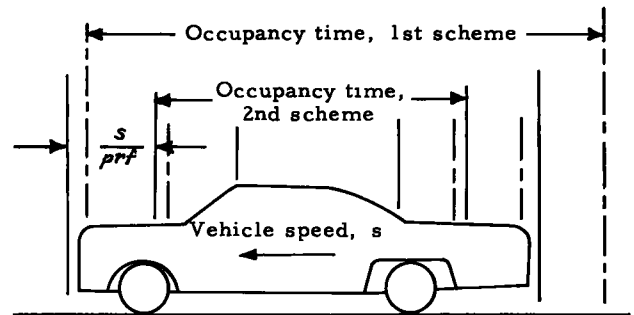 Occupancy time, 1st scheme
Occupancy time,
2nd scheme
s
prf
Vehicle speed, s